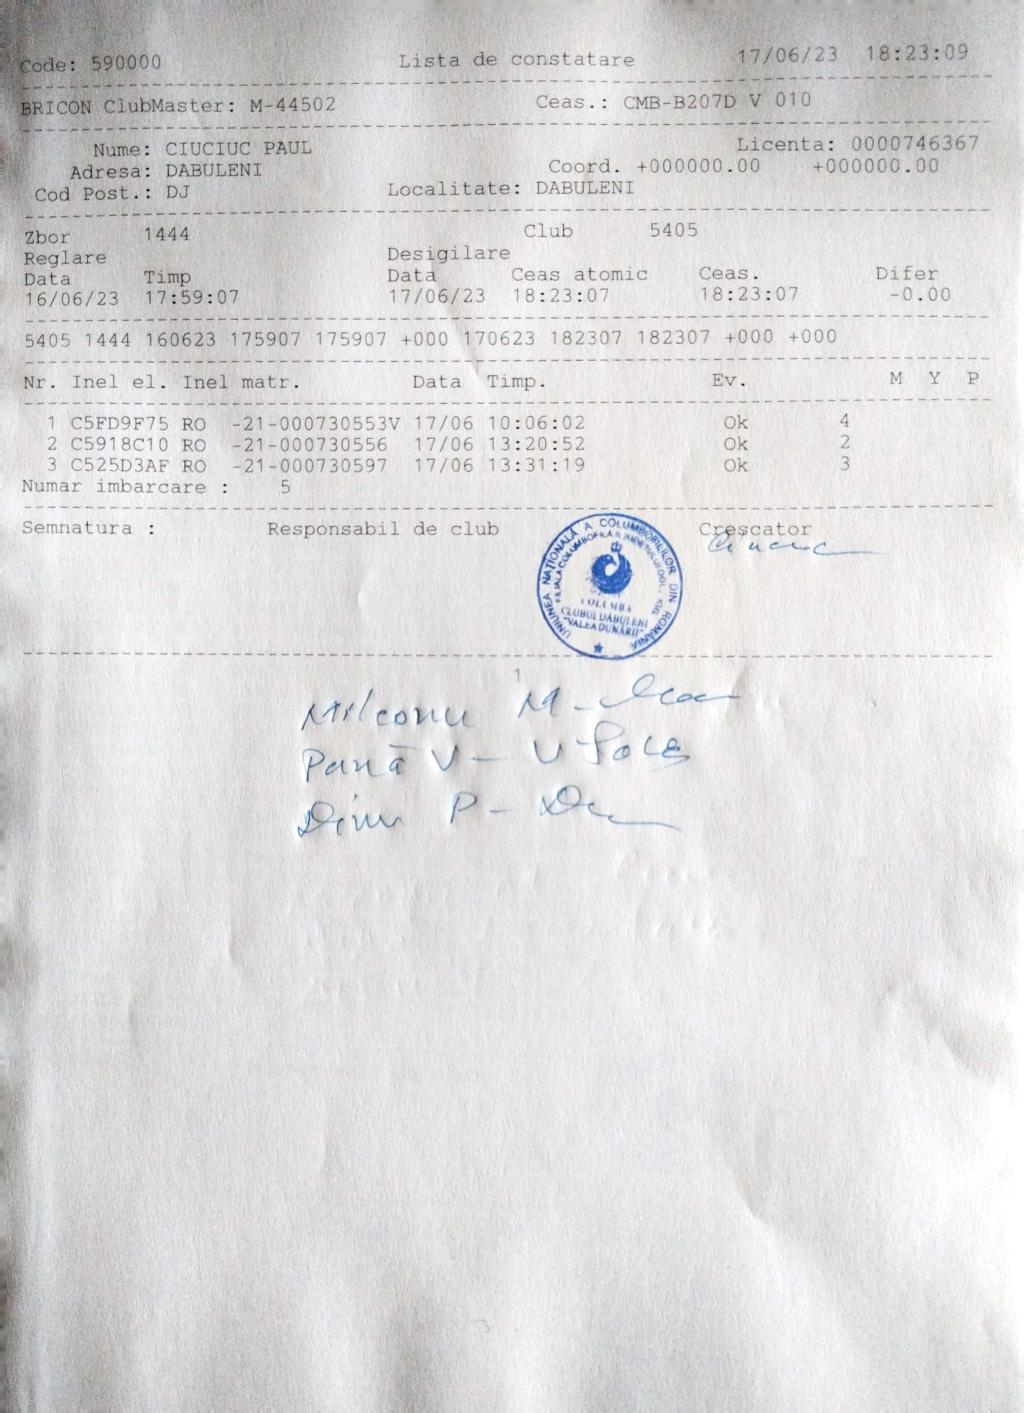 Code: 590000 Lista de constatare 17/06/23 18:23:09
BRICON ClubMaster: M-44502 Ceas.: CMB-B207D V 010
Nume: CIUCIUC PAUL Licenta: 0000746367
Adresa: DABULENI Coord. +000000.00 +000000.00
Cod Post.: DJ Localitate: DABULENI
Zbor 1444 Club 5405
Reglare Desigilare
Data Timp Data Ceas atomic Ceas. Difer
16/06/23 17:59:07 17/06/23 18:23:07 18:23:07 -0.00
5405 1444 160623 175907 175907 +000 170623 182307 182307 +000 +000
Nr. Inel el. Inel matr. Data Timp. Ev. M Y P
1 C5FD9F75 RO -21-000730553V 17/06 10:06:02 Ok 4
2 C5918C10 RO -21-000730556 17/06 13:20:52 Ok 2
3 C525D3AF RO -21-000730597 17/06 13:31:19 Ok 3
Numar imbarcare : 5
Semnatura : Responsabil de club Crescator
UNIUNEA NAȚIONALĂ A COLUMBOFILILOR DIN ROMÂNIA
COLUMBA
CLUBUL DABULENI
"VALEA DUNĂRII"
M -
Pană V -
Dinu P -